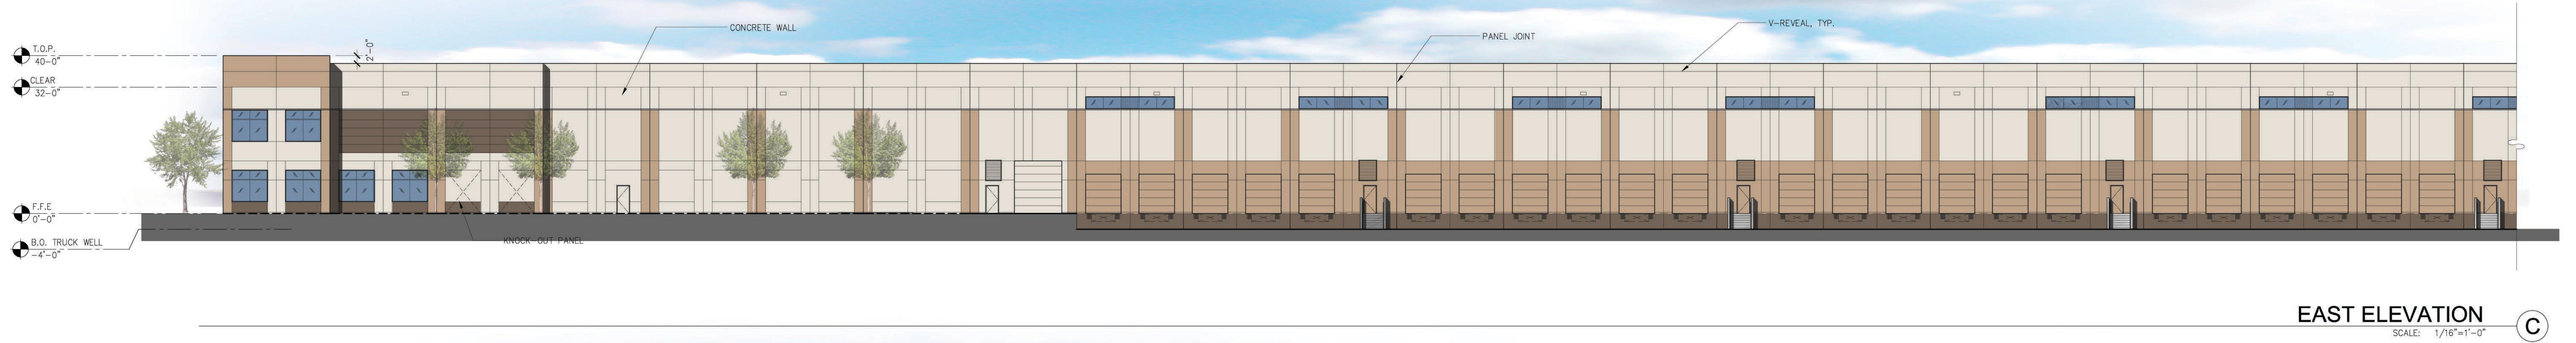 T.O.P.
40-0"
2'-0"
CLEAR
32-0"
CONCRETE WALL
PANEL JOINT
V-REVEAL, TYP.
F.F.E
0'-0"
B.O. TRUCK WELL
-4'-0"
KNOCK-OUT PANEL
EAST ELEVATION
SCALE: 1/16"=1'-0"
C